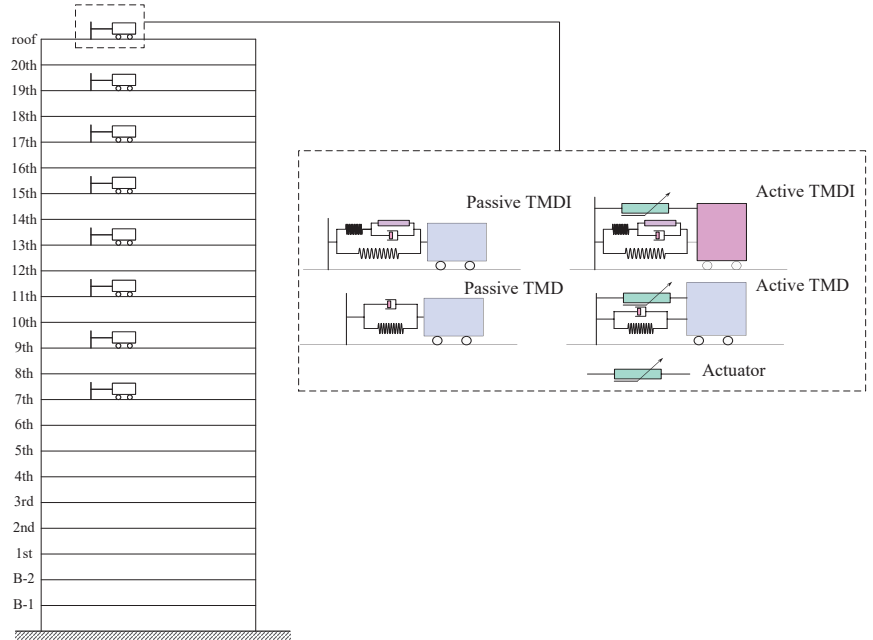 roof
20th
19th
18th
17th
16th
15th
14th
13th
12th
11th
10th
9th
8th
7th
6th
5th
4th
3rd
2nd
1st
B-2
B-1
Passive TMDI
Active TMDI
Passive TMD
Active TMD
Actuator